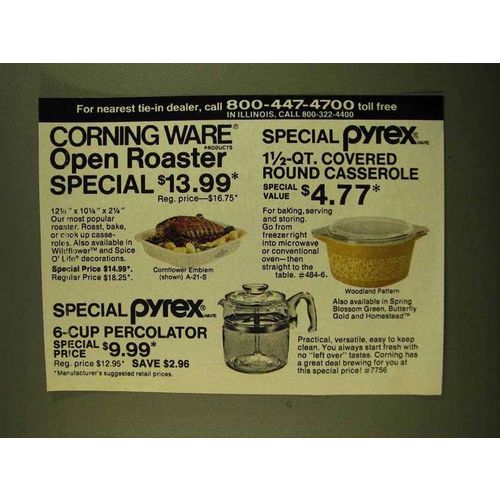 For nearest tie-in dealer, call 800-447-4700 toll free
IN ILLINOIS, CALL 800-322-4400
CORNING WARE®
PRODUCTS
Open Roaster
SPECIAL $13.99*
Reg. price—$16.75*
12¼" x 10¼" x 2¼"
Our most popular
roaster. Roast, bake,
or cook up casse-
roles. Also available in
Wildflower™ and Spice
O' Life® decorations.
Special Price $14.99*.
Regular Price $18.25*.
Cornflower Emblem
(shown) A-21-S
SPECIAL PYREX®
WARE
1½-QT. COVERED
ROUND CASSEROLE
SPECIAL
VALUE $4.77*
For baking, serving
and storing.
Go from
freezer right
into microwave
or conventional
oven—then
straight to the
table. #484-6.
Woodland Pattern
Also available in Spring
Blossom Green, Butterfly
Gold and Homestead™
SPECIAL PYREX®
WARE
6-CUP PERCOLATOR
SPECIAL
PRICE $9.99*
Reg. price $12.95* SAVE $2.96
*Manufacturer's suggested retail prices.
Practical, versatile, easy to keep
clean. You always start fresh with
no "left over" tastes. Corning has
a great deal brewing for you at
this special price! #7756